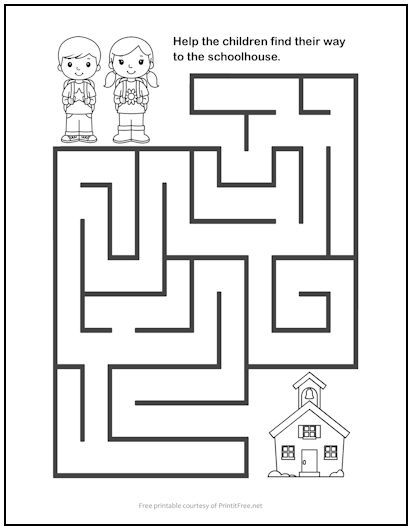 Help the children find their way
to the schoolhouse.
Free printable courtesy of PrintitFree.net